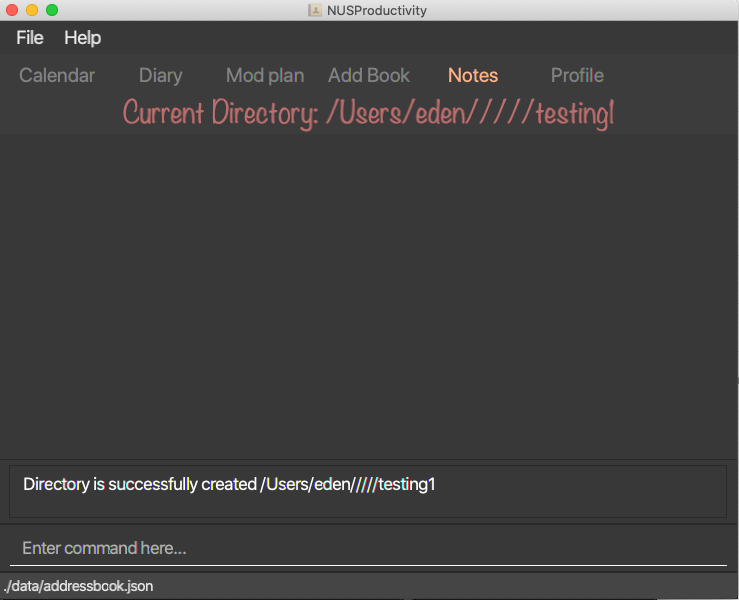 NUSProductivity
File Help
Calendar Diary Mod plan Add Book Notes Profile
Current Directory: /Users/eden/////testing1
Directory is successfully created /Users/eden/////testing1
Enter command here...
./data/addressbook.json